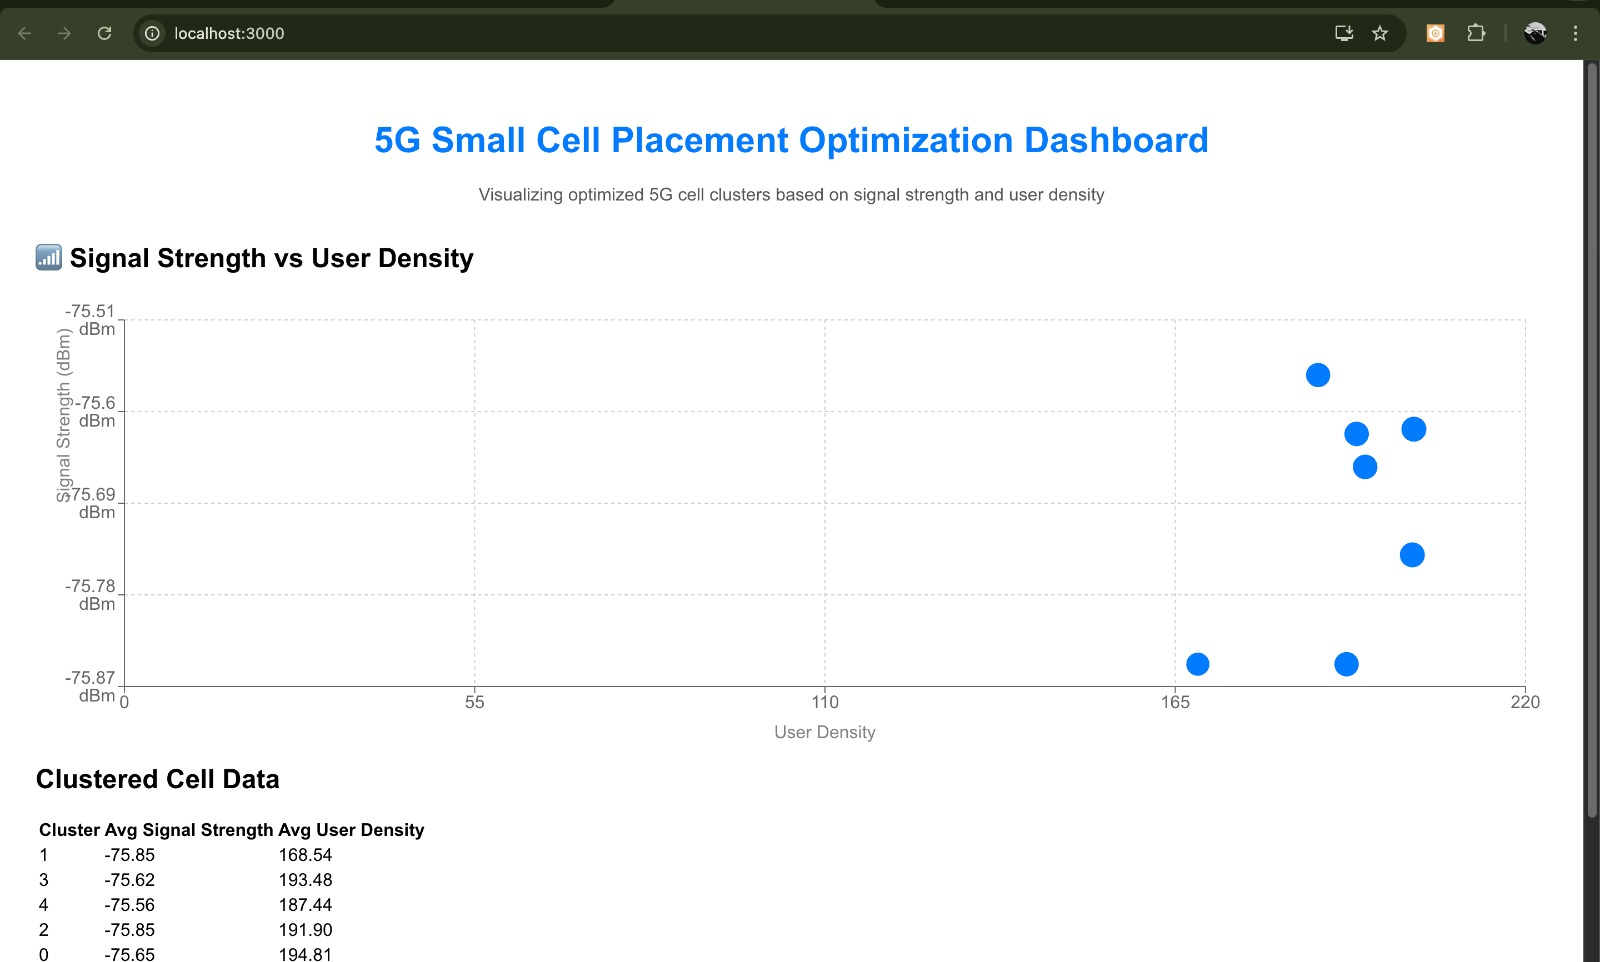 localhost:3000
5G Small Cell Placement Optimization Dashboard
Visualizing optimized 5G cell clusters based on signal strength and user density
Signal Strength vs User Density
-75.51 dBm
-75.6 dBm
-75.69 dBm
-75.78 dBm
-75.87 dBm
Signal Strength (dBm)
0 55 110 165 220
User Density
Clustered Cell Data
Cluster Avg Signal Strength Avg User Density
1 -75.85 168.54
3 -75.62 193.48
4 -75.56 187.44
2 -75.85 191.90
0 -75.65 194.81